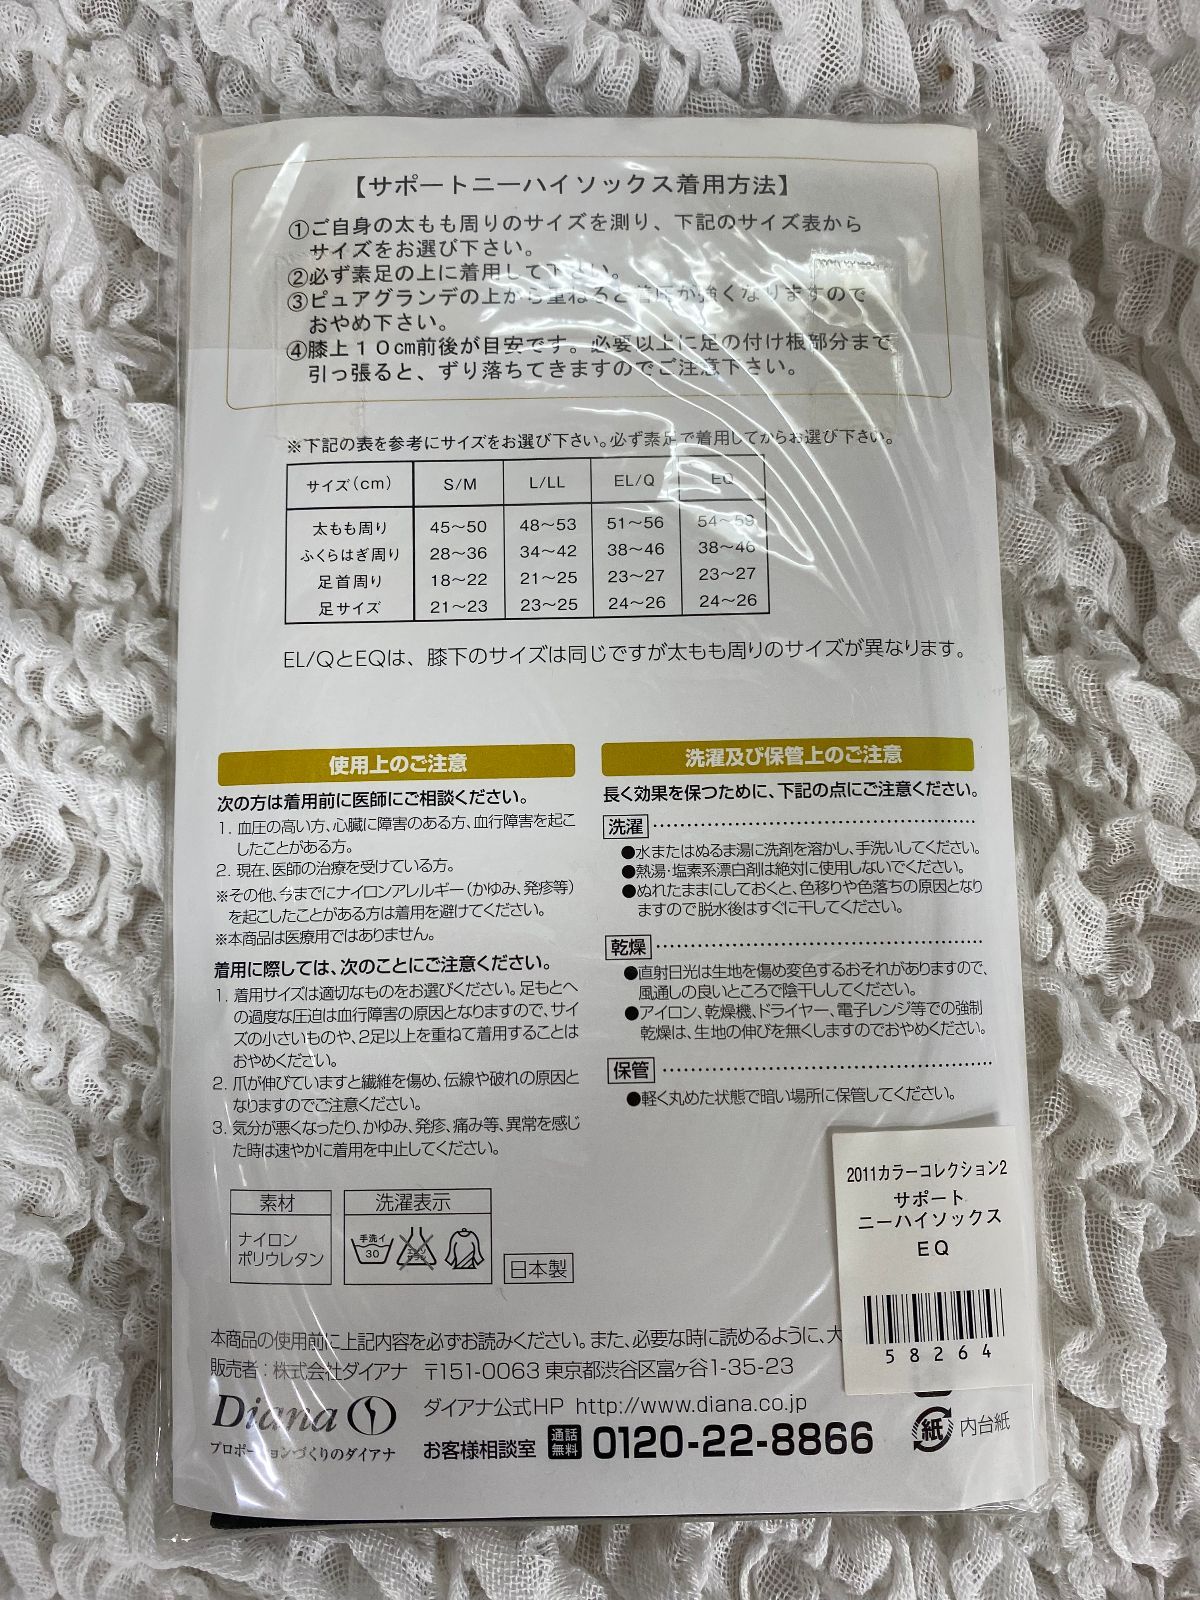 【サポートニーハイソックス着用方法】
①ご自身の太もも周りのサイズを測り、下記のサイズ表から
サイズをお選び下さい。
②必ず素足の上に着用して下さい。
③ピュアグランデの上から重ねると着圧が強くなりますので
おやめ下さい。
④膝上10cm前後が目安です。必要以上に足の付け根部分まで
引っ張ると、ずり落ちてきますのでご注意下さい。
※下記の表を参考にサイズをお選び下さい。必ず素足で着用してからお選び下さい。
サイズ(cm) S/M L/LL EL/Q EQ
太もも周り 45～50 48～53 51～56 54～59
ふくらはぎ周り 28～36 34～42 38～46 38～46
足首周り 18～22 21～25 23～27 23～27
足サイズ 21～23 23～25 24～26 24～26
EL/QとEQは、膝下のサイズは同じですが太もも周りのサイズが異なります。
使用上のご注意
次の方は着用前に医師にご相談ください。
1. 血圧の高い方、心臓に障害のある方、血行障害を起こ
したことがある方。
2. 現在、医師の治療を受けている方。
※その他、今までにナイロンアレルギー(かゆみ、発疹等)
を起こしたことがある方は着用を避けてください。
※本商品は医療用ではありません。
着用に際しては、次のことにご注意ください。
1. 着用サイズは適切なものをお選びください。足もとへ
の過度な圧迫は血行障害の原因となりますので、サイ
ズの小さいものや、2足以上を重ねて着用することは
おやめください。
2. 爪が伸びていますと繊維を傷め、伝線や破れの原因と
なりますのでご注意ください。
3. 気分が悪くなったり、かゆみ、発疹、痛み等、異常を感じ
た時は速やかに着用を中止してください。
洗濯及び保管上のご注意
長く効果を保つために、下記の点にご注意ください。
洗濯
●水またはぬるま湯に洗剤を溶かし、手洗いしてください。
●熱湯・塩素系漂白剤は絶対に使用しないでください。
●ぬれたままにしておくと、色移りや色落ちの原因となり
ますので脱水後はすぐに干してください。
乾燥
●直射日光は生地を傷め変色するおそれがありますので、
風通しの良いところで陰干ししてください。
●アイロン、乾燥機、ドライヤー、電子レンジ等での強制
乾燥は、生地の伸びを無くしますのでおやめください。
保管
●軽く丸めた状態で暗い場所に保管してください。
素材
ナイロン
ポリウレタン
洗濯表示
手洗イ
30
エンソ
サラシ
日本製
2011カラーコレクション2
サポート
ニーハイソックス
EQ
58264
本商品の使用前に上記内容を必ずお読みください。また、必要な時に読めるように、大
販売者：株式会社ダイアナ 〒151-0063 東京都渋谷区富ヶ谷1-35-23
Diana
プロポーションづくりのダイアナ
ダイアナ公式HP http://www.diana.co.jp
お客様相談室 通話無料 0120-22-8866
紙 内台紙